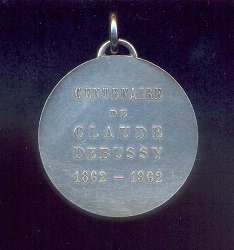 CENTENAIRE
DE
CLAUDE
DEBUSSY
1862 - 1962